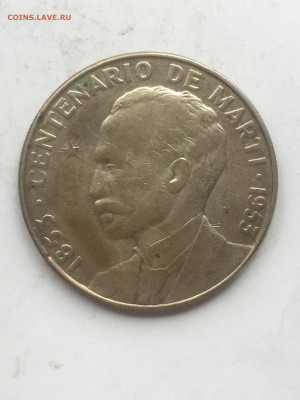 COINS.LAVE.RU
1853 · CENTENARIO DE MARTI · 1953